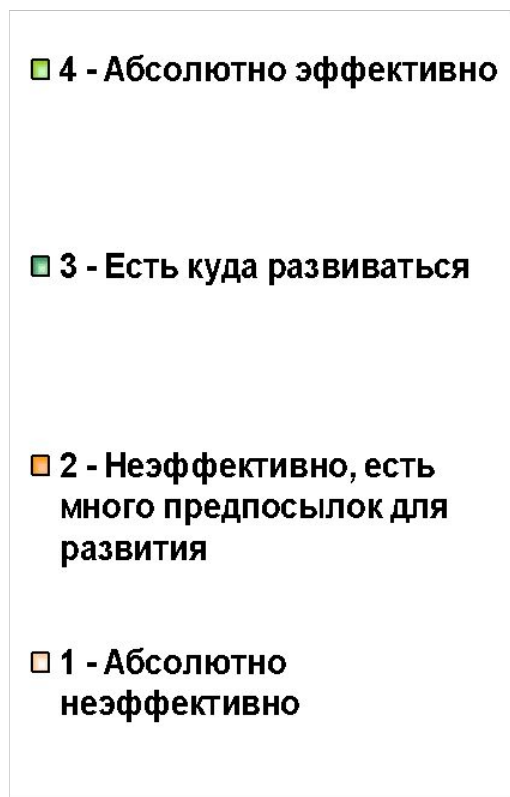 4 - Абсолютно эффективно
3 - Есть куда развиваться
2 - Неэффективно, есть
много предпосылок для
развития
1 - Абсолютно
неэффективно